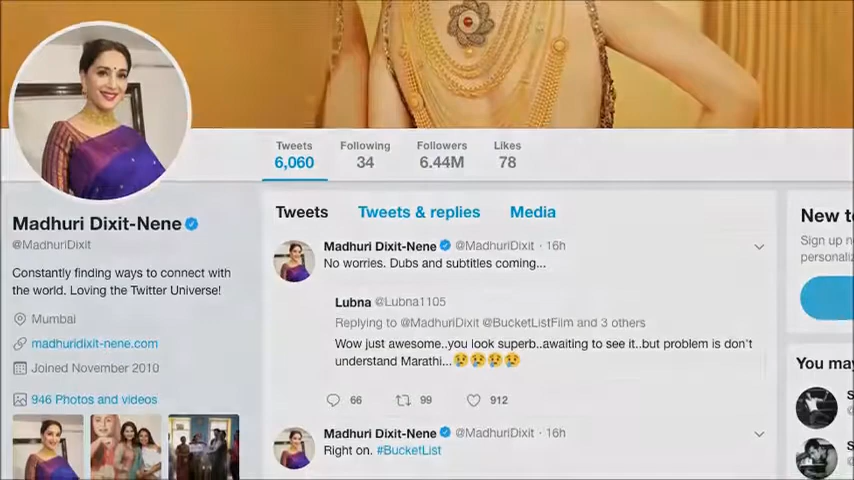 Tweets
6,060
Following
34
Followers
6.44M
Likes
78
Madhuri Dixit-Nene
@MadhuriDixit
Constantly finding ways to connect with
the world. Loving the Twitter Universe!
Mumbai
madhuridixit-nene.com
Joined November 2010
946 Photos and videos
Tweets Tweets & replies Media
Madhuri Dixit-Nene @MadhuriDixit · 16h
No worries. Dubs and subtitles coming...
Lubna @Lubna1105
Replying to @MadhuriDixit @BucketListFilm and 3 others
Wow just awesome..you look superb..awaiting to see it..but problem is don't
understand Marathi...😢😢😢😢
66 99 912
Madhuri Dixit-Nene @MadhuriDixit · 16h
Right on. #BucketList
New to
Sign up n
personaliz
You may
S
@
S
@